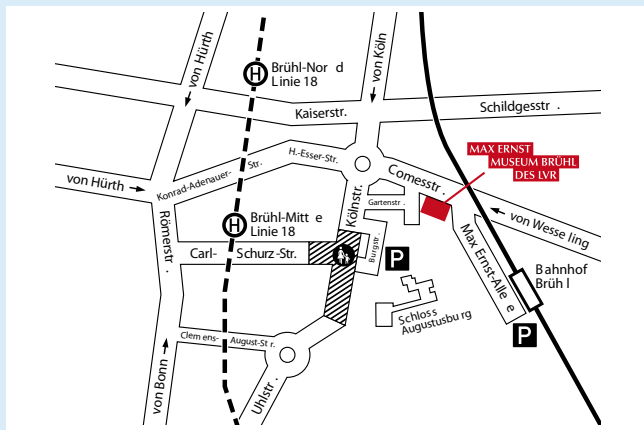 von Hürth
H
Brühl-Nor d
Linie 18
von Köln
Kaiserstr.
Schildgesstr .
MAX ERNST
MUSEUM BRÜHL
DES LVR
H.-Esser-Str.
Comesstr .
von Hürth
Konrad-Adenauer-
Str.
Kölnstr.
Gartenstr .
von Wesse ling
Römerstr.
H
Brühl-Mitt e
Linie 18
Burgstr .
Carl- Schurz-Str.
P
Max Ernst-Alle e
Bahnhof
Brüh l
Schloss
Augustusbu rg
P
Clem ens- August-St r.
von Bonn
Uhlstr .